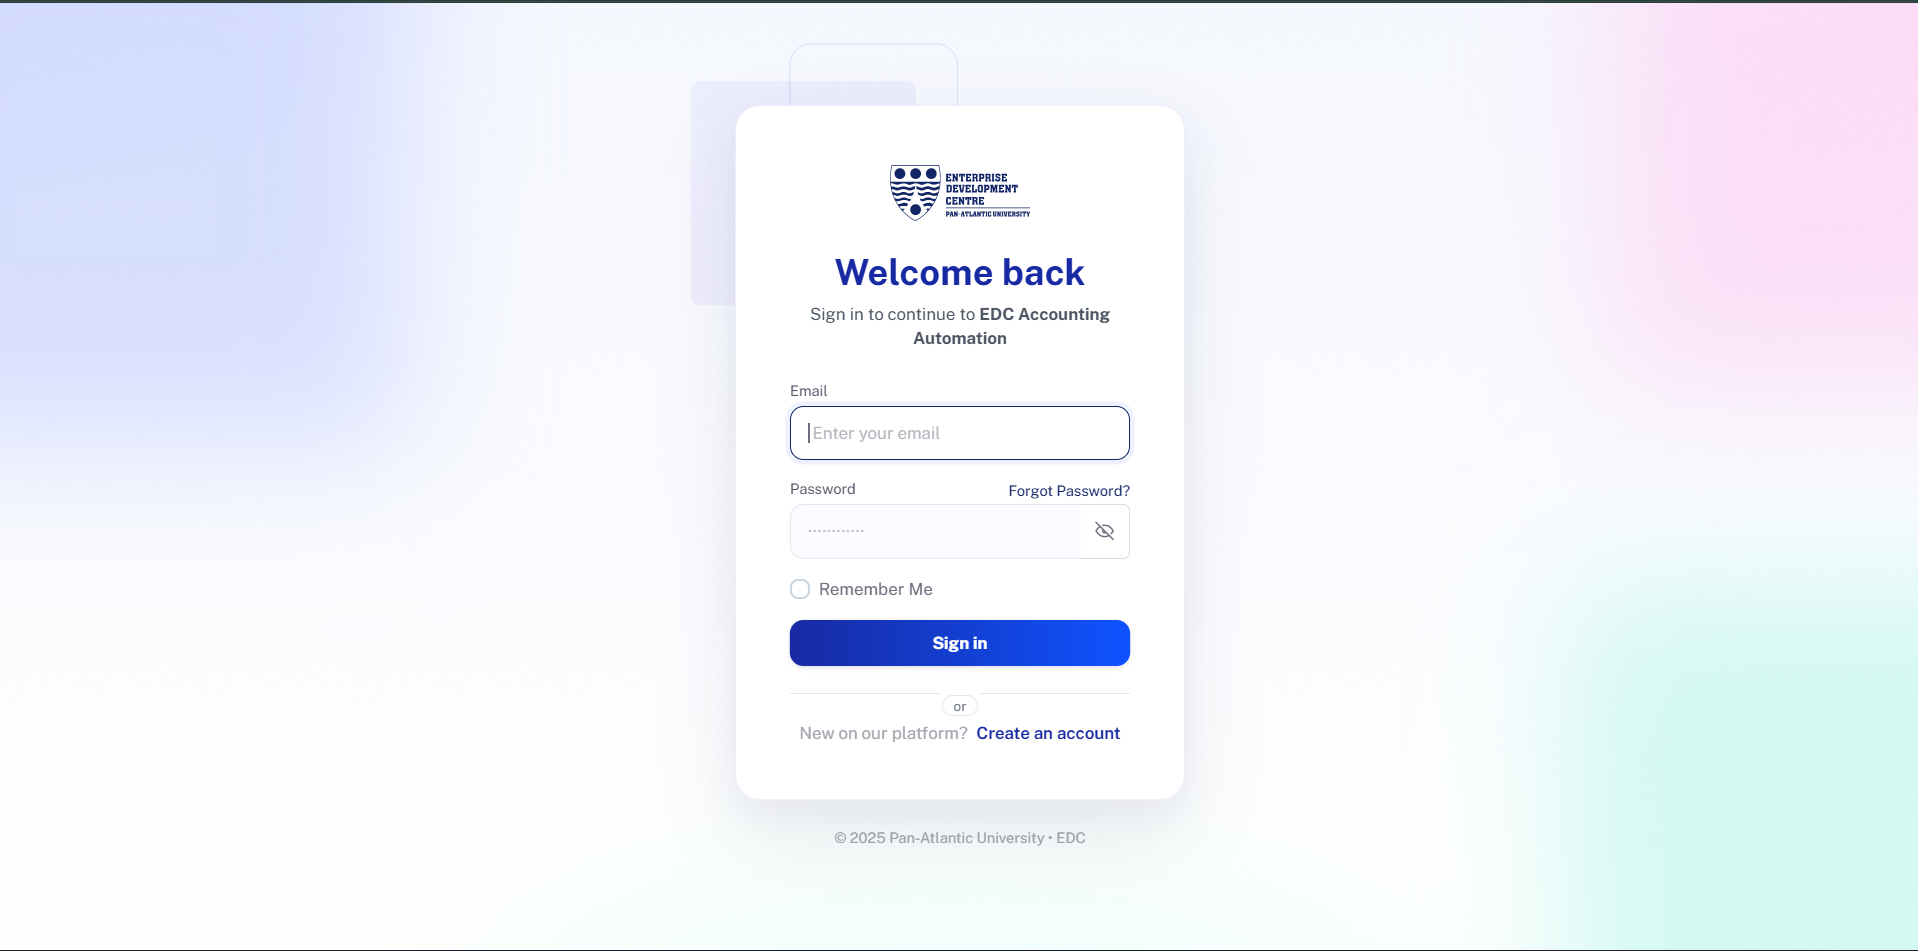 ENTERPRISE
DEVELOPMENT
CENTRE
PAN-ATLANTIC UNIVERSITY
Welcome back
Sign in to continue to EDC Accounting
Automation
Email
Enter your email
Password
Forgot Password?
············
Remember Me
Sign in
or
New on our platform? Create an account
© 2025 Pan-Atlantic University • EDC